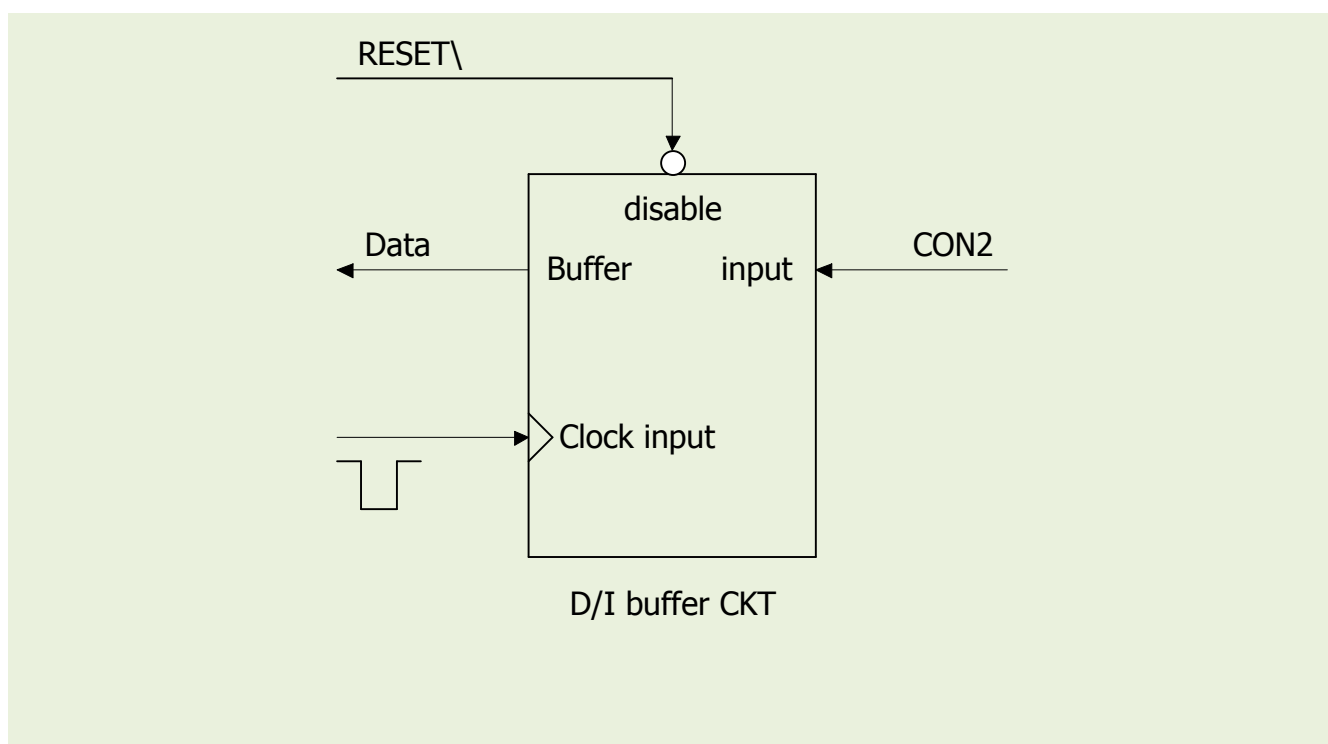 RESET\
disable
Data
CON2
Buffer
input
Clock input
D/I buffer CKT